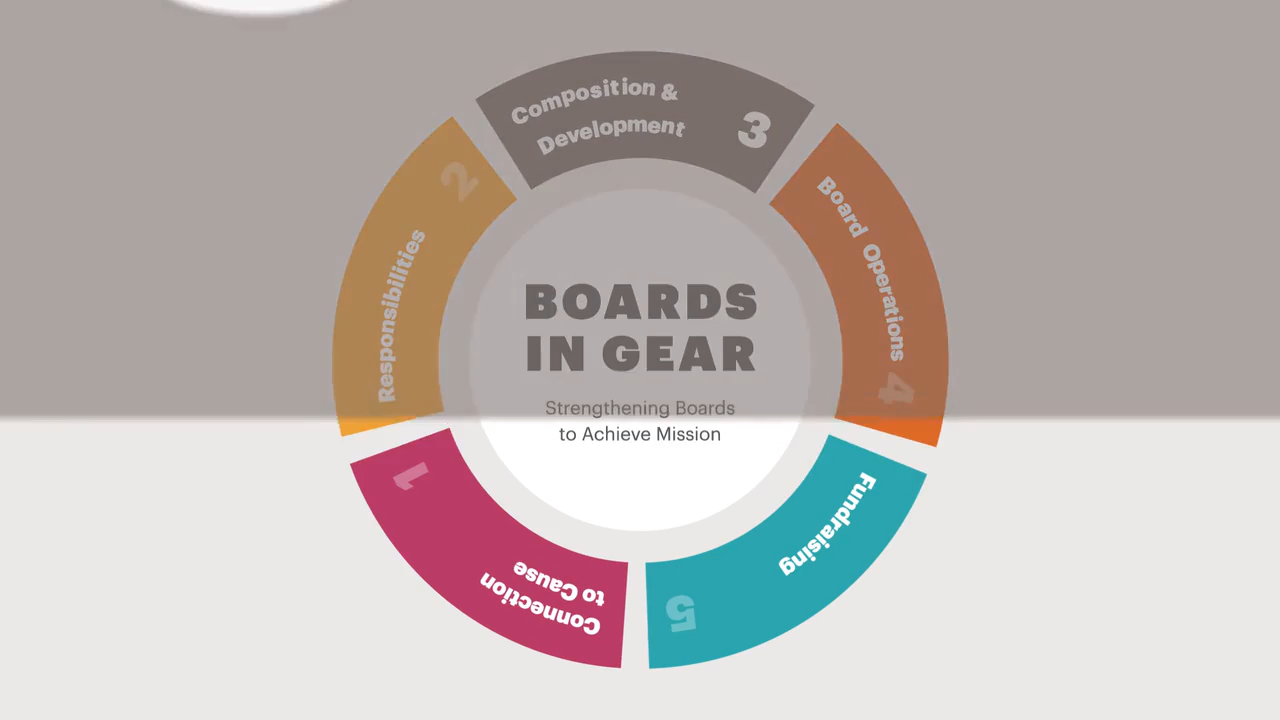 BOARDS
IN GEAR
Strengthening Boards
to Achieve Mission
1
Connection
to Cause
2
Responsibilities
3
Composition &
Development
4
Board Operations
5
Fundraising